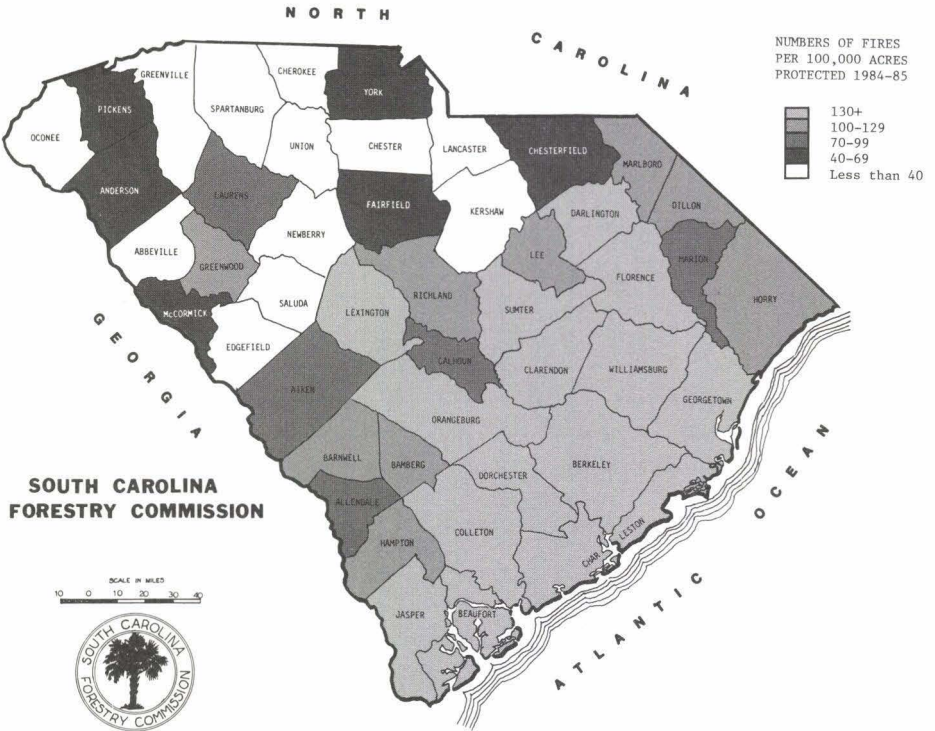 NORTH
CAROLINA
NUMBERS OF FIRES
PER 100,000 ACRES
PROTECTED 1984-85
130+
100-129
70-99
40-69
Less than 40
GREENVILLE
CHEROKEE
YORK
PICKENS
SPARTANBURG
OCONEE
UNION
CHESTER
LANCASTER
CHESTERFIELD
MARLBORO
ANDERSON
LAURENS
FAIRFIELD
KERSHAW
DARLINGTON
DILLON
NEWBERRY
ABBEVILLE
GREENWOOD
LEE
MARION
FLORENCE
RICHLAND
HORRY
McCORMICK
SALUDA
LEXINGTON
SUMTER
EDGEFIELD
CALHOUN
CLARENDON
WILLIAMSBURG
AIKEN
GEORGETOWN
ORANGEBURG
BARNWELL
BAMBERG
DORCHESTER
BERKELEY
ALLENDALE
COLLETON
CHARLESTON
HAMPTON
JASPER
BEAUFORT
GEORGIA
ATLANTIC OCEAN
SOUTH CAROLINA
FORESTRY COMMISSION
SCALE IN MILES
10 0 10 20 30 40
SOUTH CAROLINA
FORESTRY COMMISSION